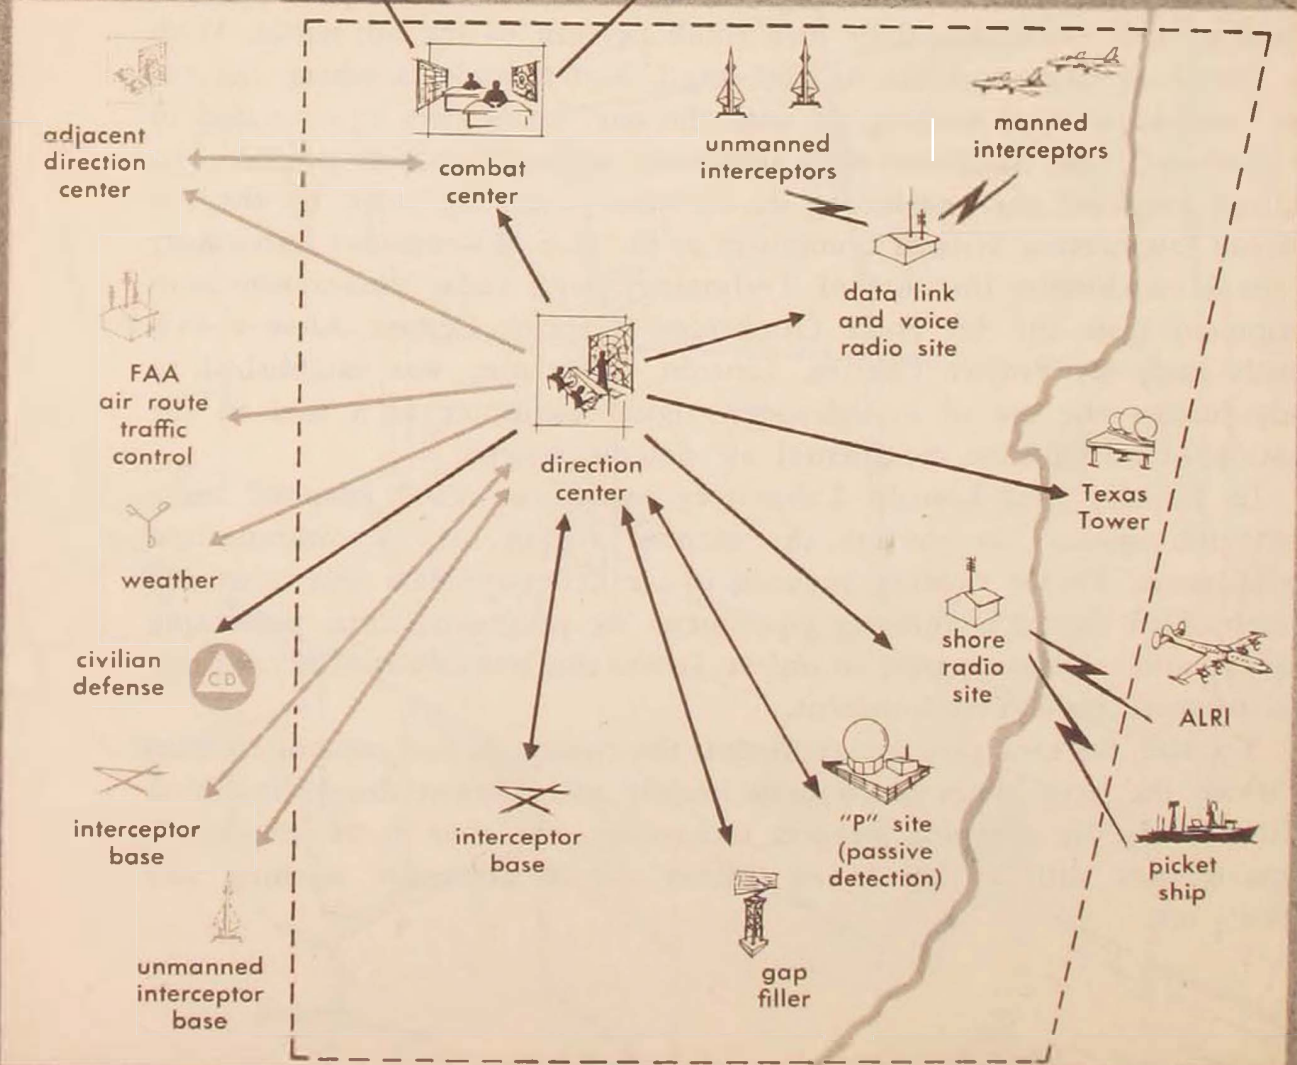 adjacent
direction
center
combat
center
unmanned
interceptors
manned
interceptors
data link
and voice
radio site
FAA
air route
traffic
control
direction
center
Texas
Tower
weather
shore
radio
site
civilian
defense
CD
ALRI
interceptor
base
interceptor
base
"P" site
(passive
detection)
picket
ship
unmanned
interceptor
base
gap
filler